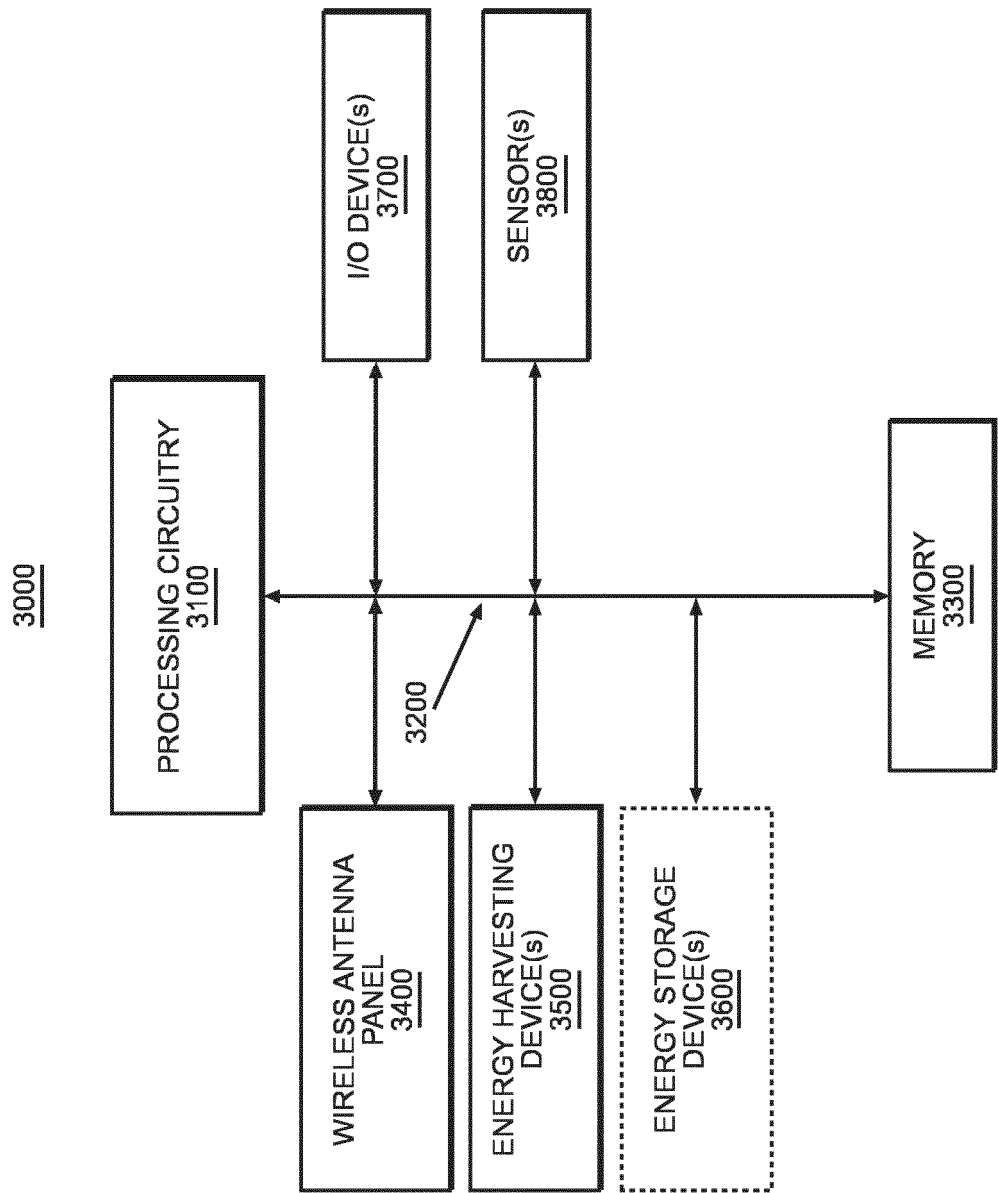 3000
PROCESSING CIRCUITRY
3100
WIRELESS ANTENNA
PANEL
3400
I/O DEVICE(s)
3700
3200
ENERGY HARVESTING
DEVICE(s)
3500
SENSOR(s)
3800
ENERGY STORAGE
DEVICE(s)
3600
MEMORY
3300